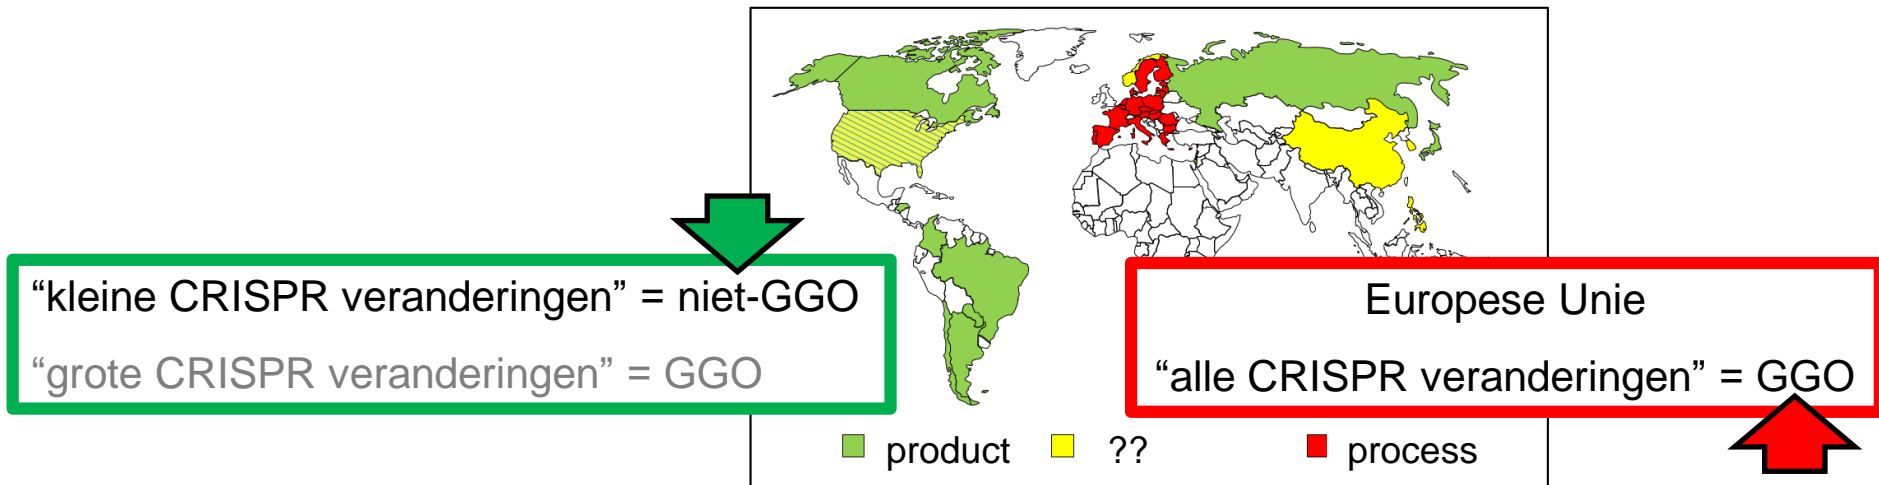 “kleine CRISPR veranderingen” = niet-GGO
“grote CRISPR veranderingen” = GGO
Europese Unie
“alle CRISPR veranderingen” = GGO
product ?? process